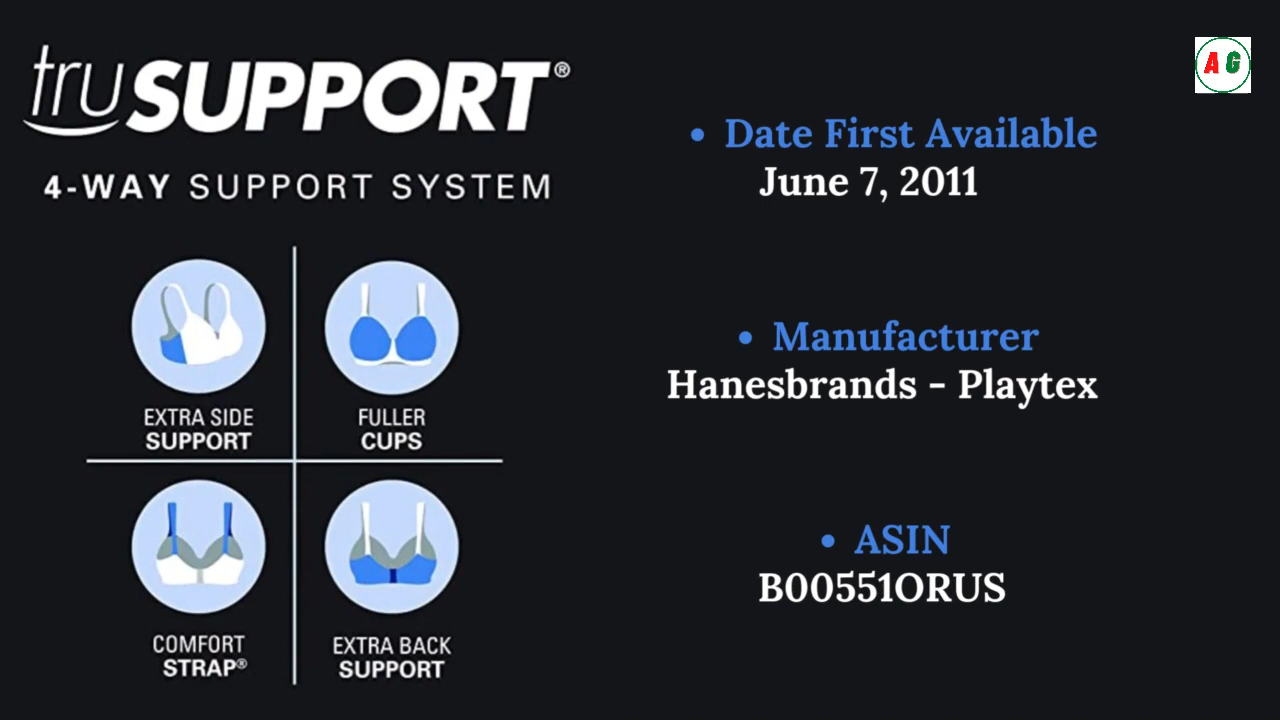 truSUPPORT®
4-WAY SUPPORT SYSTEM
EXTRA SIDE
SUPPORT
FULLER
CUPS
COMFORT
STRAP®
EXTRA BACK
SUPPORT
A G
• Date First Available
June 7, 2011
• Manufacturer
Hanesbrands - Playtex
• ASIN
B00551ORUS